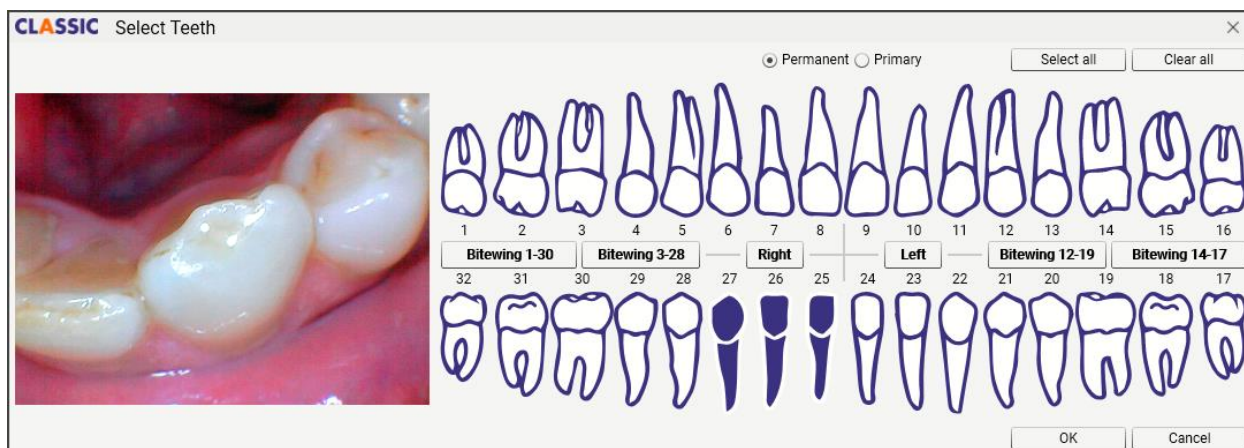 CLASSIC Select Teeth
Permanent Primary Select all Clear all
1 2 3 4 5 6 7 8 9 10 11 12 13 14 15 16
Bitewing 1-30 Bitewing 3-28 Right Left Bitewing 12-19 Bitewing 14-17
32 31 30 29 28 27 26 25 24 23 22 21 20 19 18 17
OK Cancel